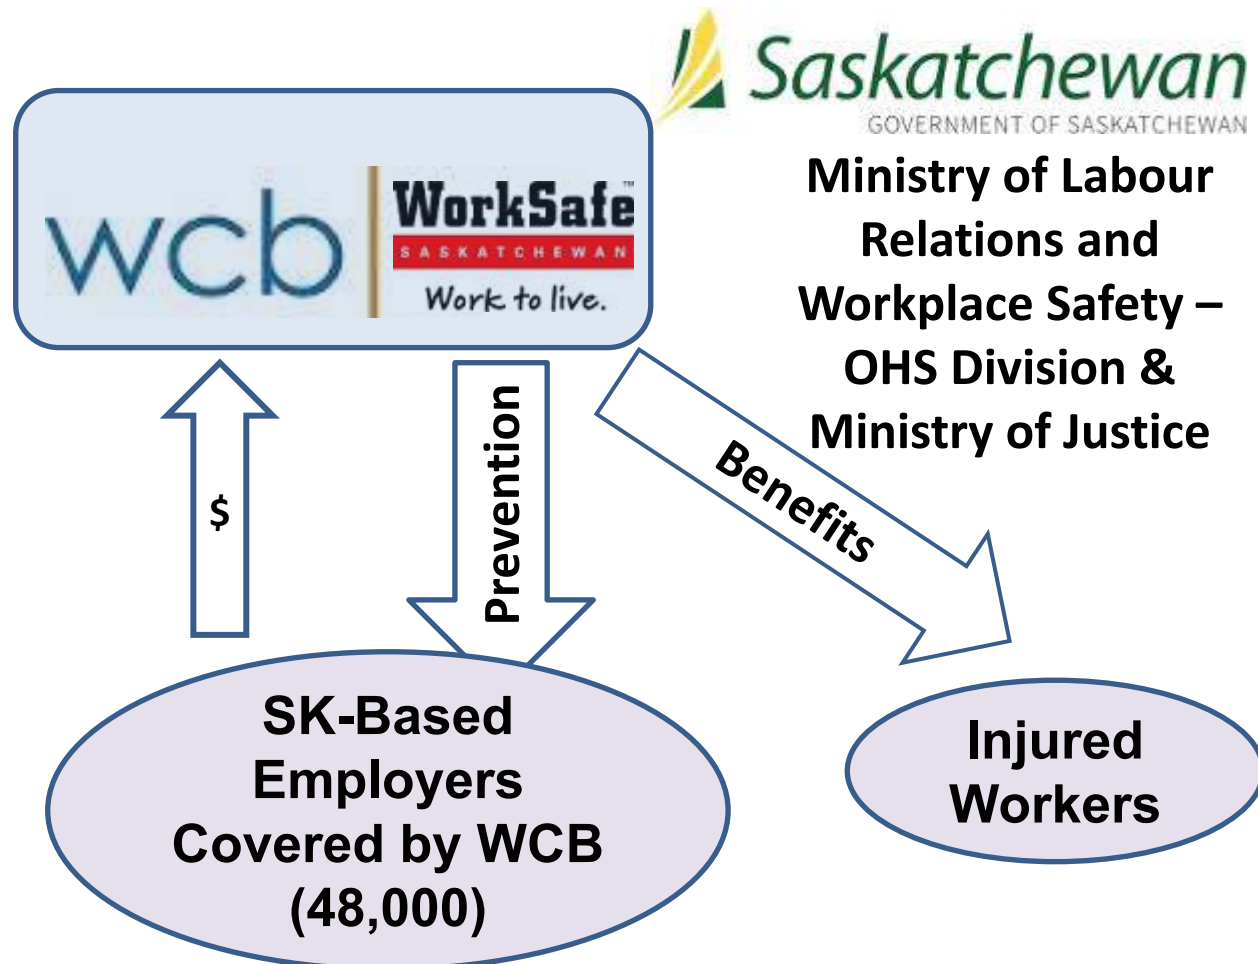 Saskatchewan
GOVERNMENT OF SASKATCHEWAN
wcb
WorkSafe™
SASKATCHEWAN
Work to live.
Ministry of Labour
Relations and
Workplace Safety –
OHS Division &
Ministry of Justice
$
Prevention
Benefits
SK-Based
Employers
Covered by WCB
(48,000)
Injured
Workers